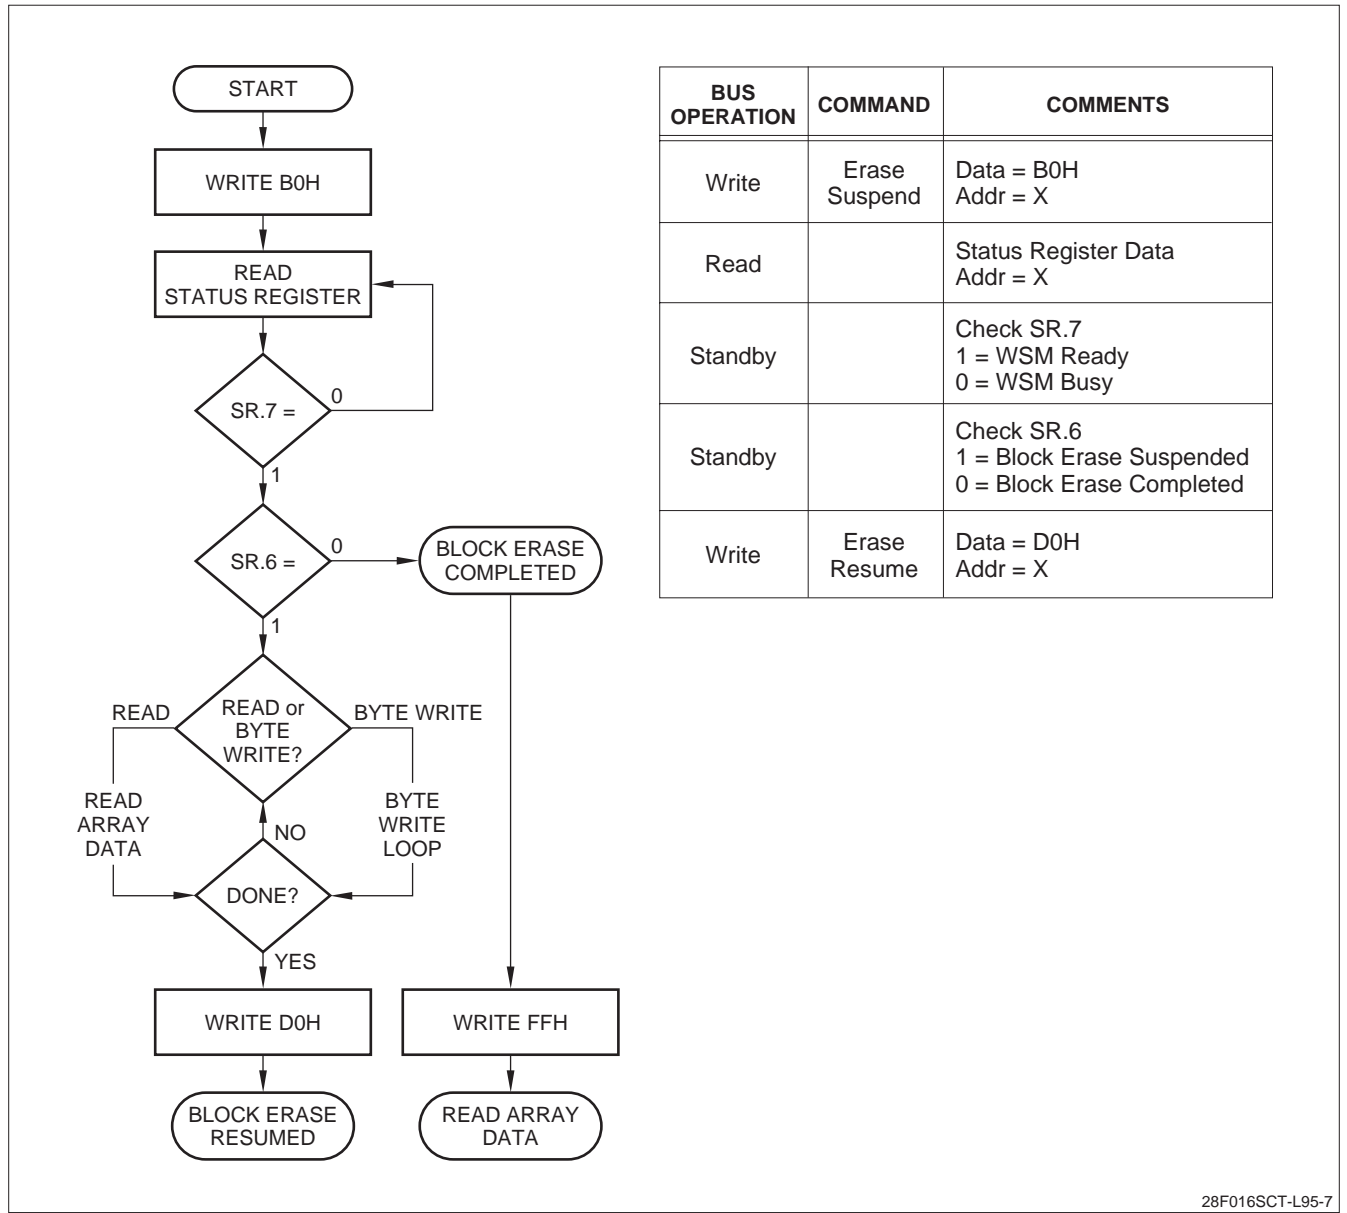 START
WRITE B0H
READ
STATUS REGISTER
SR.7 =
0
1
SR.6 =
0
BLOCK ERASE
COMPLETED
1
READ
READ or
BYTE
WRITE?
BYTE WRITE
READ
ARRAY
DATA
BYTE
WRITE
LOOP
NO
DONE?
YES
WRITE D0H
WRITE FFH
BLOCK ERASE
RESUMED
READ ARRAY
DATA
BUS
OPERATION
COMMAND
COMMENTS
Write
Erase
Suspend
Data = B0H
Addr = X
Read
Status Register Data
Addr = X
Standby
Check SR.7
1 = WSM Ready
0 = WSM Busy
Standby
Check SR.6
1 = Block Erase Suspended
0 = Block Erase Completed
Write
Erase
Resume
Data = D0H
Addr = X
28F016SCT-L95-7